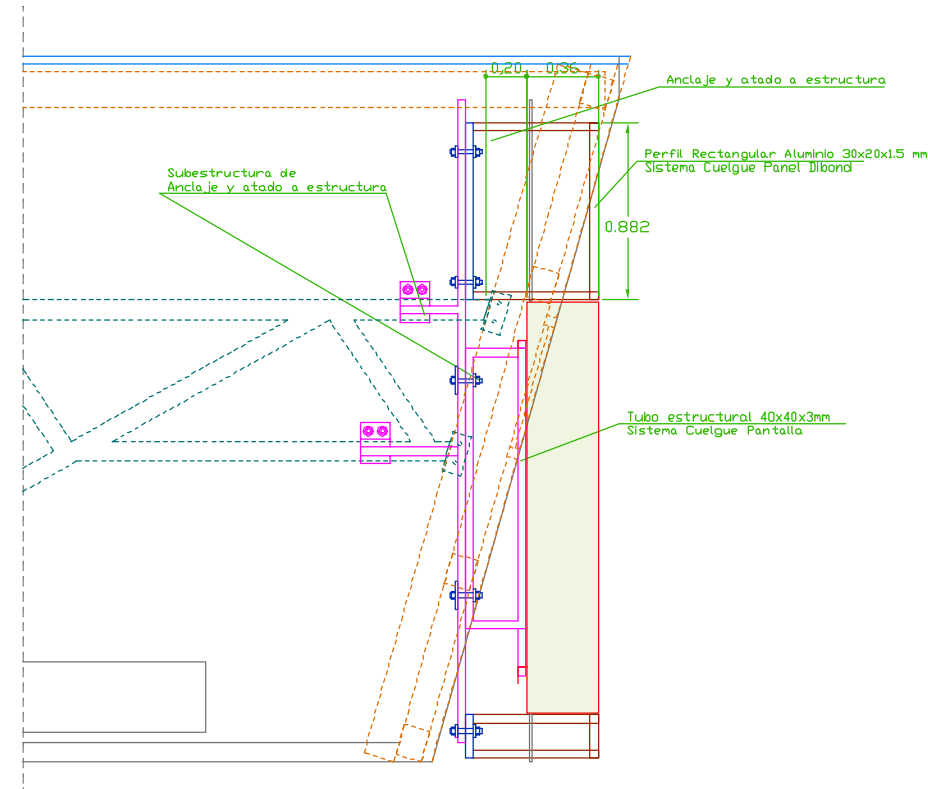 0,20 0,36
Anclaje y atado a estructura
Perfil Rectangular Aluminio 30x20x1.5 mm
Sistema Cuelgue Panel Dibond
Subestructura de
Anclaje y atado a estructura
0.882
Tubo estructural 40x40x3mm
Sistema Cuelgue Pantalla